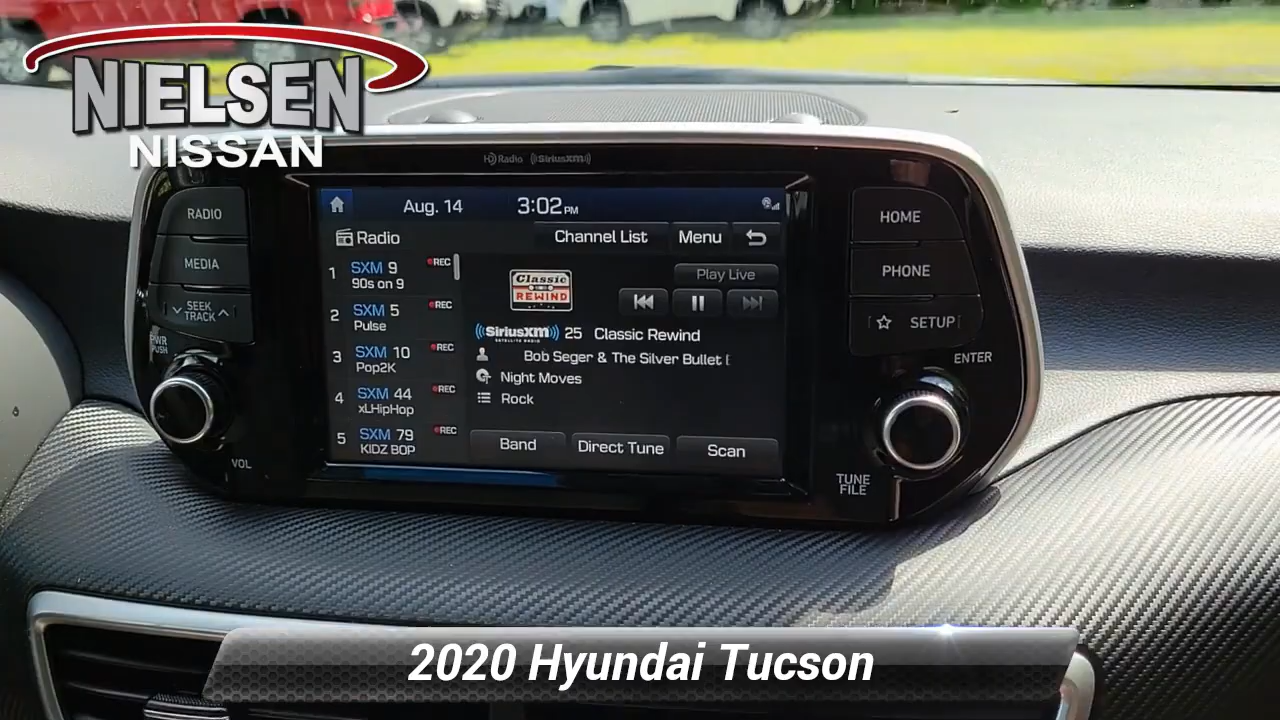 NIELSEN
NISSAN
HD Radio ((SiriusXM))
RADIO
MEDIA
SEEK
TRACK
PWR
PUSH
VOL
Aug. 14 3:02PM
Radio Channel List Menu
1 SXM 9 REC
90s on 9
2 SXM 5 REC
Pulse
3 SXM 10 REC
Pop2K
4 SXM 44 REC
xLHipHop
5 SXM 79 REC
KIDZ BOP
Classic
REWIND
Play Live
((SiriusXM)) 25 Classic Rewind
SATELLITE RADIO
Bob Seger & The Silver Bullet [
Night Moves
Rock
Band Direct Tune Scan
HOME
PHONE
☆ SETUP
ENTER
TUNE
FILE
2020 Hyundai Tucson